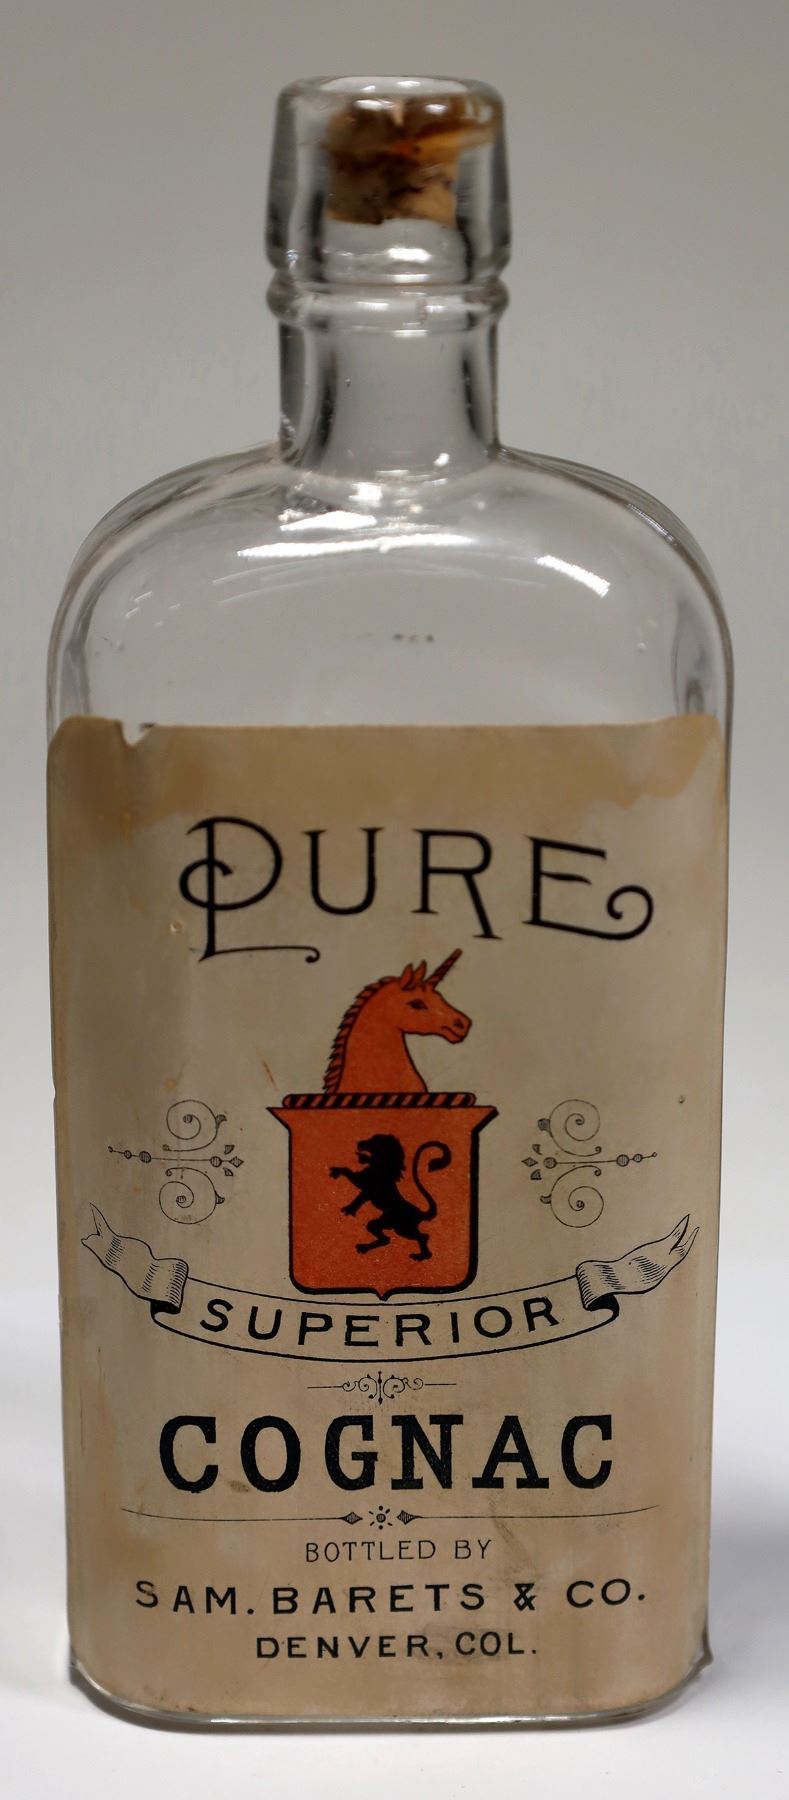 PURE
SUPERIOR
COGNAC
BOTTLED BY
SAM. BARETS & CO.
DENVER, COL.